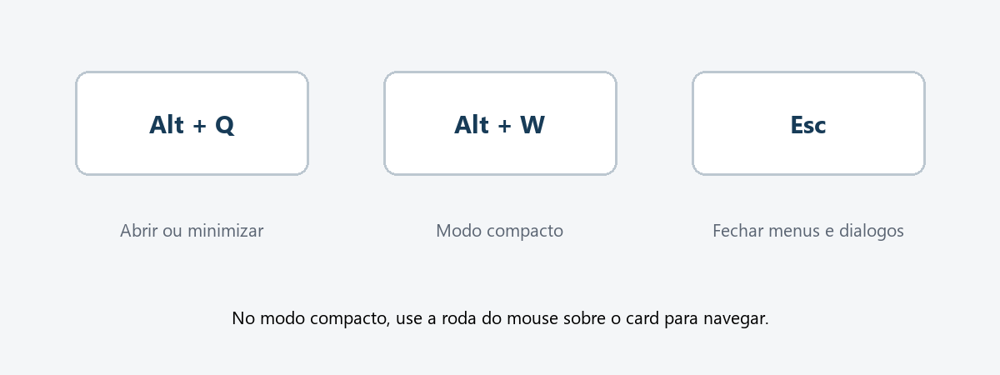 Alt + Q
Alt + W
Esc
Abrir ou minimizar
Modo compacto
Fechar menus e dialogos
No modo compacto, use a roda do mouse sobre o card para navegar.